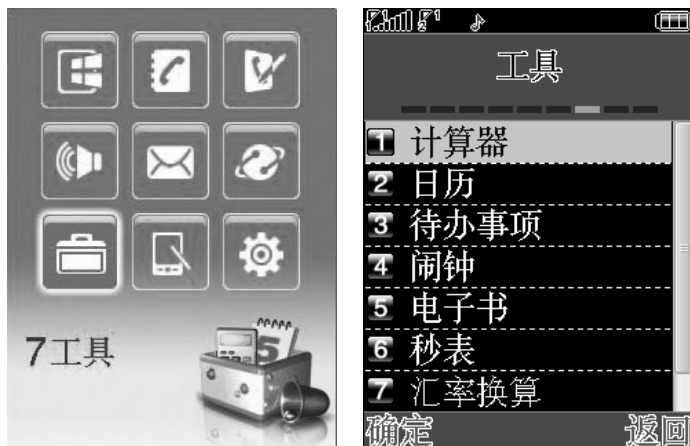 7工具
工具
1 计算器
2 日历
3 待办事项
4 闹钟
5 电子书
6 秒表
7 汇率换算
确定 返回